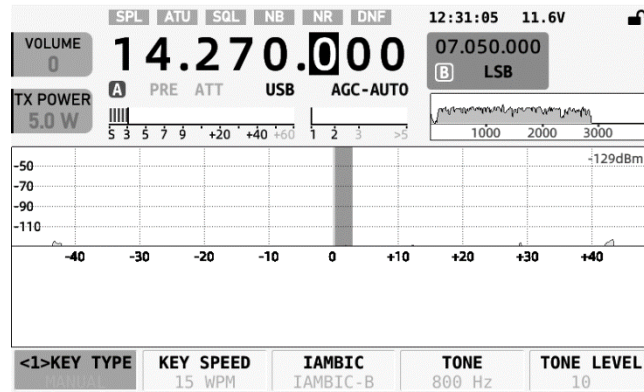 SPL ATU SQL NB NR DNF 12:31:05 11.6V
VOLUME
0
14.270.000
07.050.000
B LSB
A PRE ATT USB AGC-AUTO
TX POWER
5.0 W
S 3 5 7 9 +20 +40 +60 1 2 3 >5
1000 2000 3000
-129dBm
-50
-70
-90
-110
-40 -30 -20 -10 0 +10 +20 +30 +40
<1>KEY TYPE KEY SPEED IAMBIC TONE TONE LEVEL
MANUAL 15 WPM IAMBIC-B 800 Hz 10